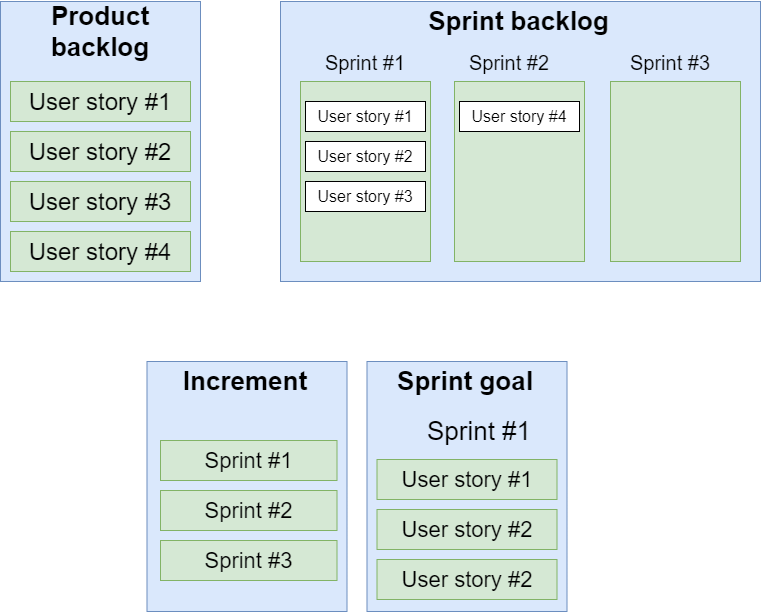 Product
backlog
User story #1
User story #2
User story #3
User story #4
Sprint backlog
Sprint #1
Sprint #2
Sprint #3
User story #1
User story #2
User story #3
User story #4
Increment
Sprint #1
Sprint #2
Sprint #3
Sprint goal
Sprint #1
User story #1
User story #2
User story #2